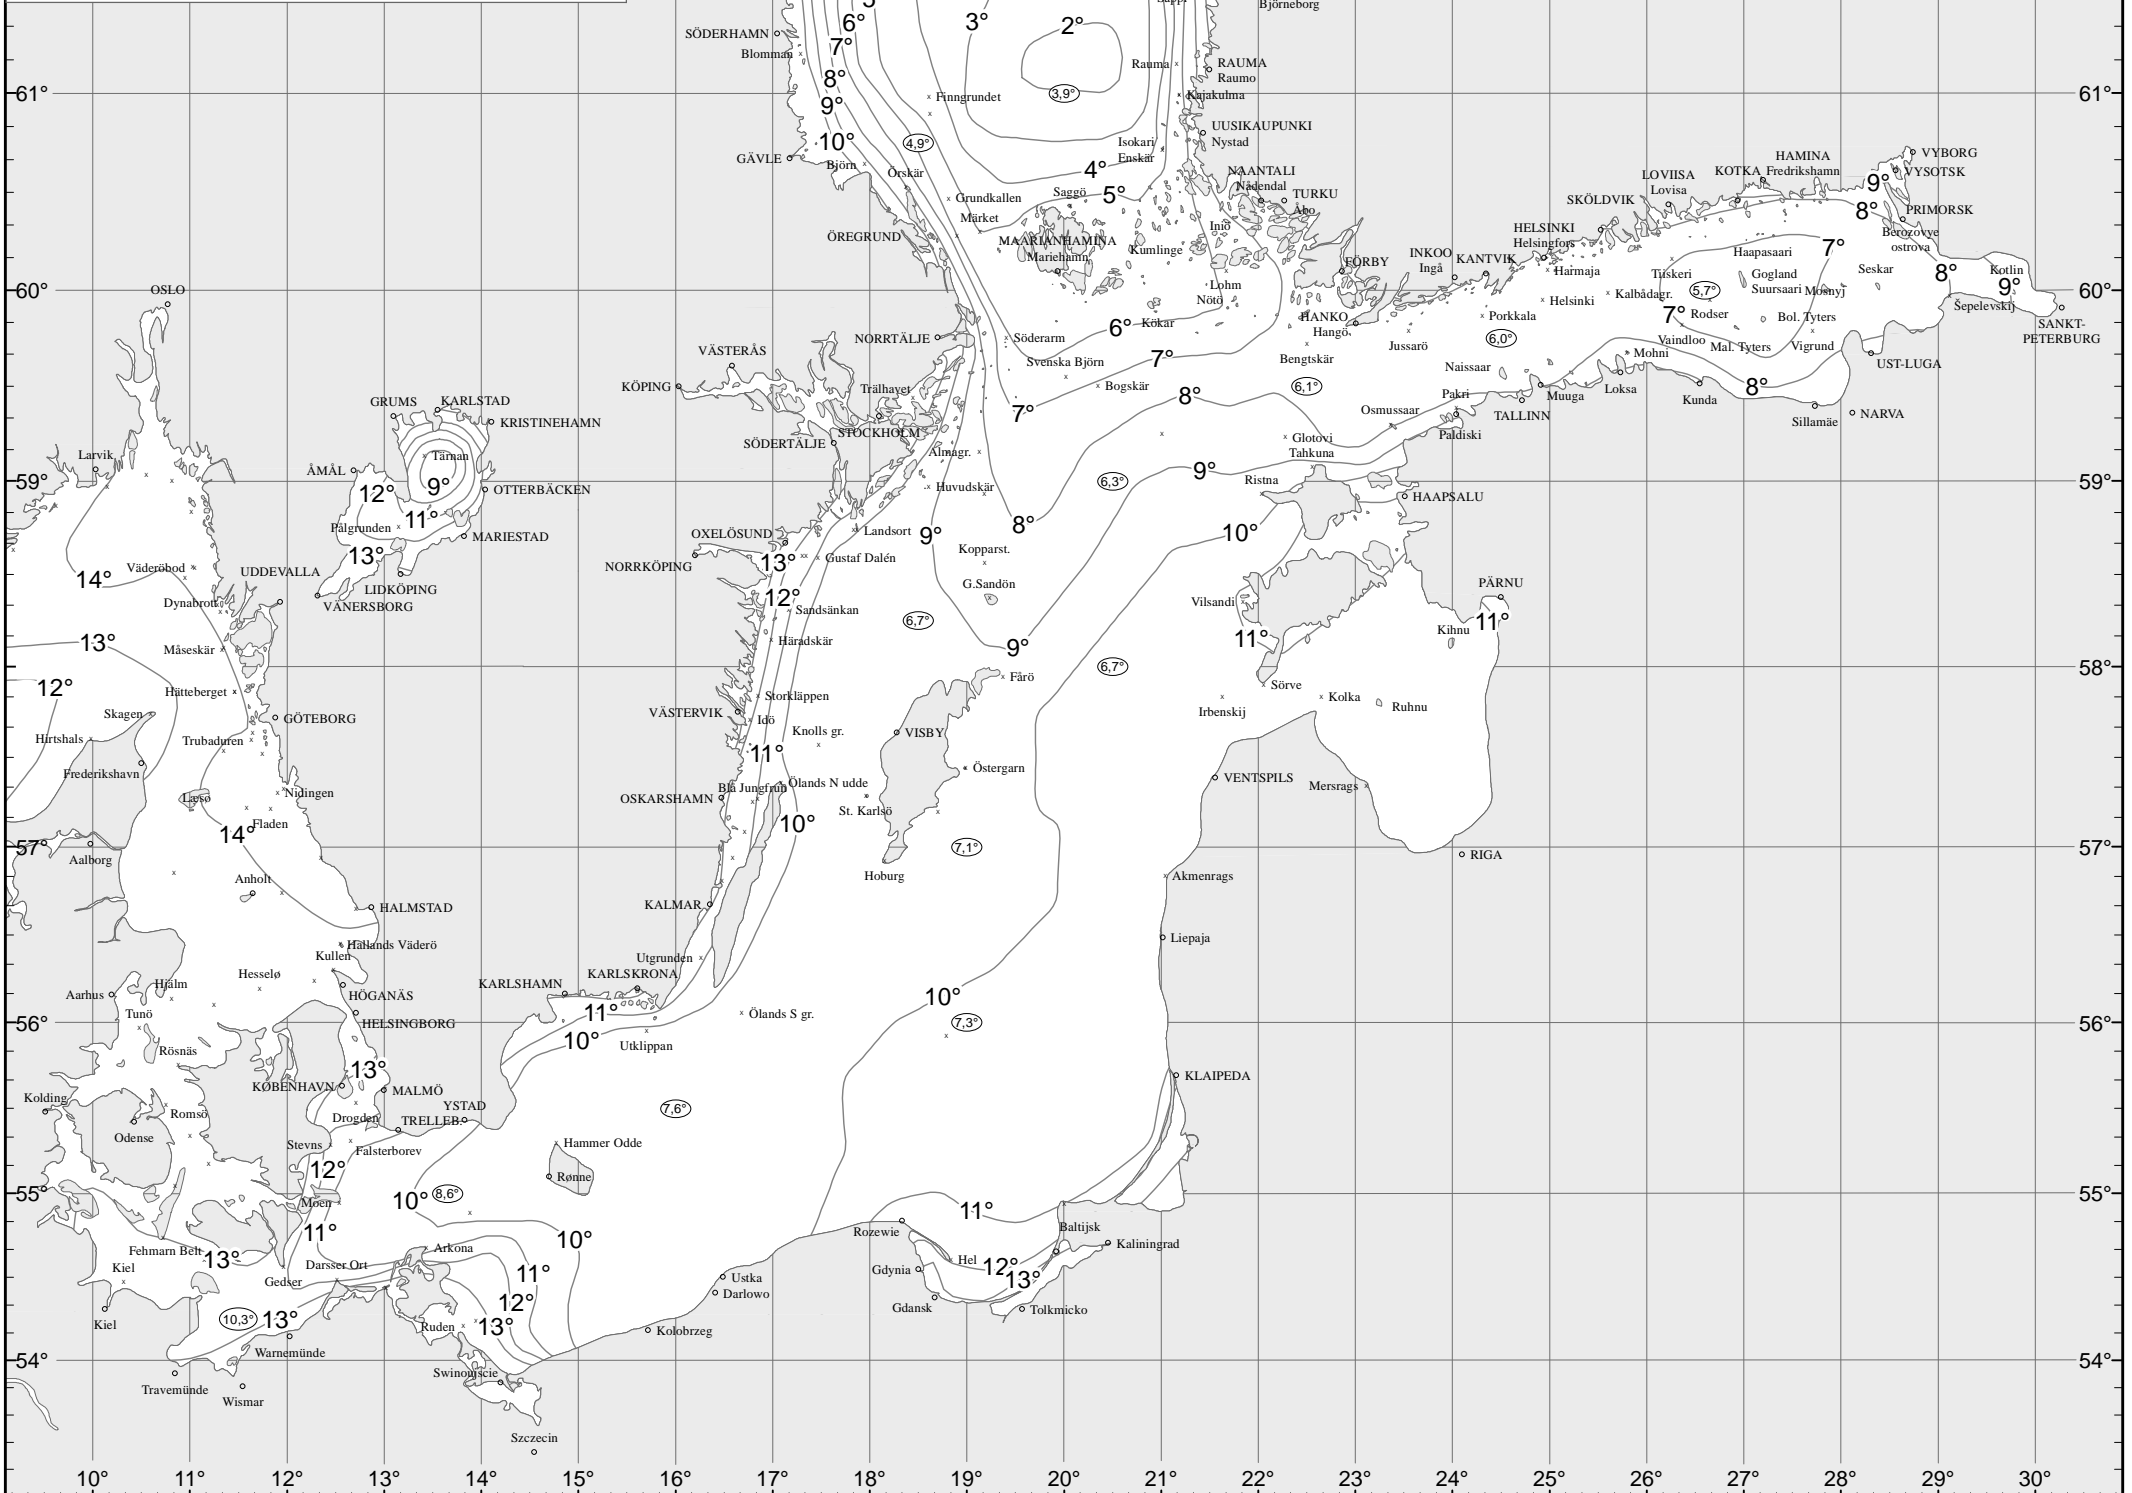 5°
Sappi
Björneborg
6°
3°
2°
SÖDERHAMN
7°
Blomman
Rauma
RAUMA
Raumo
8°
61°
3,9°
61°
Finngrundet
Kajakulma
9°
UUSIKAUPUNKI
Nystad
10°
4,9°
Isokari
Enskär
GÄVLE
Björn
Örskär
4°
NAANTALI
Nådendal
LOVIISA
Lovisa
KOTKA
HAMINA
Fredrikshamn
VYBORG
VYSOTSK
9°
Grundkallen
Saggö
5°
TURKU
Åbo
SKÖLDVIK
8°
PRIMORSK
Märket
ÖREGRUND
MAARIANHAMINA
Mariehamn
Kumlinge
Iniö
HELSINKI
Helsingfors
Berozovye
ostrova
7°
Haapasaari
INKOO
Ingå
KANTVIK
FÖRBY
Harmaja
Tiiskeri
Gogland
Suursaari
Mosnyj
Seskar
8°
Kotlin
9°
OSLO
60°
60°
Lohm
Nötö
Helsinki
Kalbådagr.
5,7°
Rodser
Šepelevskij
HANKO
Hangö
Porkkala
7°
Bol. Tyters
SANKT-
PETERBURG
6°
Kökar
NORRTÄLJE
Söderarm
6,0°
Vaindloo
Mal. Tyters
Vigrund
VÄSTERÅS
Svenska Björn
7°
Bengtskär
Jussarö
Naissaar
Mohni
UST-LUGA
KÖPING
Trälhavet
Bogskär
8°
6,1°
Pakri
Muuga
Loksa
8°
Kunda
GRUMS
KARLSTAD
KRISTINEHAMN
7°
Osmussaar
TALLINN
Sillamäe
NARVA
SÖDERTÄLJE
STOCKHOLM
Glotovi
Tahkuna
Paldiski
Larvik
Tärnan
Almagr.
ÅMÅL
9°
59°
12°
9°
OTTERBÄCKEN
Huvudskär
6,3°
Ristna
HAAPSALU
59°
Pålgrunden
11°
MARIESTAD
OXELÖSUND
Landsort
9°
8°
10°
13°
NORRKÖPING
13°
Gustaf Dalén
Kopparst.
14°
Väderöbod
UDDEVALLA
LIDKÖPING
G.Sandön
PÄRNU
Dynabrott
VÄNERSBORG
12°
Sandsänkan
Vilsandi
6,7°
11°
13°
Måseskär
Häradskär
9°
11°
Kihnu
58°
6,7°
58°
12°
Hätteberget
Storkläppen
Fårö
Sörve
Kolka
Skagen
GÖTEBORG
VÄSTERVIK
Idö
Irbenskij
Ruhnu
Hirtshals
Trubaduren
Knolls gr.
VISBY
11°
Frederikshavn
Östergarn
VENTSPILS
Læsø
Nidingen
OSKARSHAMN
Blå Jungfrun
Ölands N udde
Mersrags
St. Karlsö
Fladen
14°
10°
57°
Aalborg
7,1°
RIGA
57°
Anholt
Hoburg
Akmenrags
HALMSTAD
KALMAR
Hallands Väderö
Liepaja
Kullen
Utgrunden
Hesselø
Hjälm
KARLSHAMN
KARLSKRONA
Aarhus
HÖGANÄS
10°
Tunö
11°
Ölands S gr.
56°
HELSINGBORG
7,3°
56°
10°
Utklippan
Rösnäs
13°
KØBENHAVN
MALMÖ
KLAIPEDA
Kolding
Romsö
YSTAD
7,6°
Odense
Drogden
TRELLEB.
Stevns
Falsterborev
Hammer Odde
12°
Rønne
55°
Moen
10°
8,6°
55°
11°
11°
Rozewie
Baltijsk
10°
Fehmarn Belt
13°
Arkona
Kaliningrad
Kiel
Gedser
Darsser Ort
11°
Gdynia
Hel
12°
13°
Ustka
Darlowo
12°
Gdansk
Tolkmicko
Kiel
10,3°
13°
Ruden
13°
Kolobrzeg
Warnemünde
54°
54°
Swinoujscie
Travemünde
Wismar
Szczecin
10°
11°
12°
13°
14°
15°
16°
17°
18°
19°
20°
21°
22°
23°
24°
25°
26°
27°
28°
29°
30°